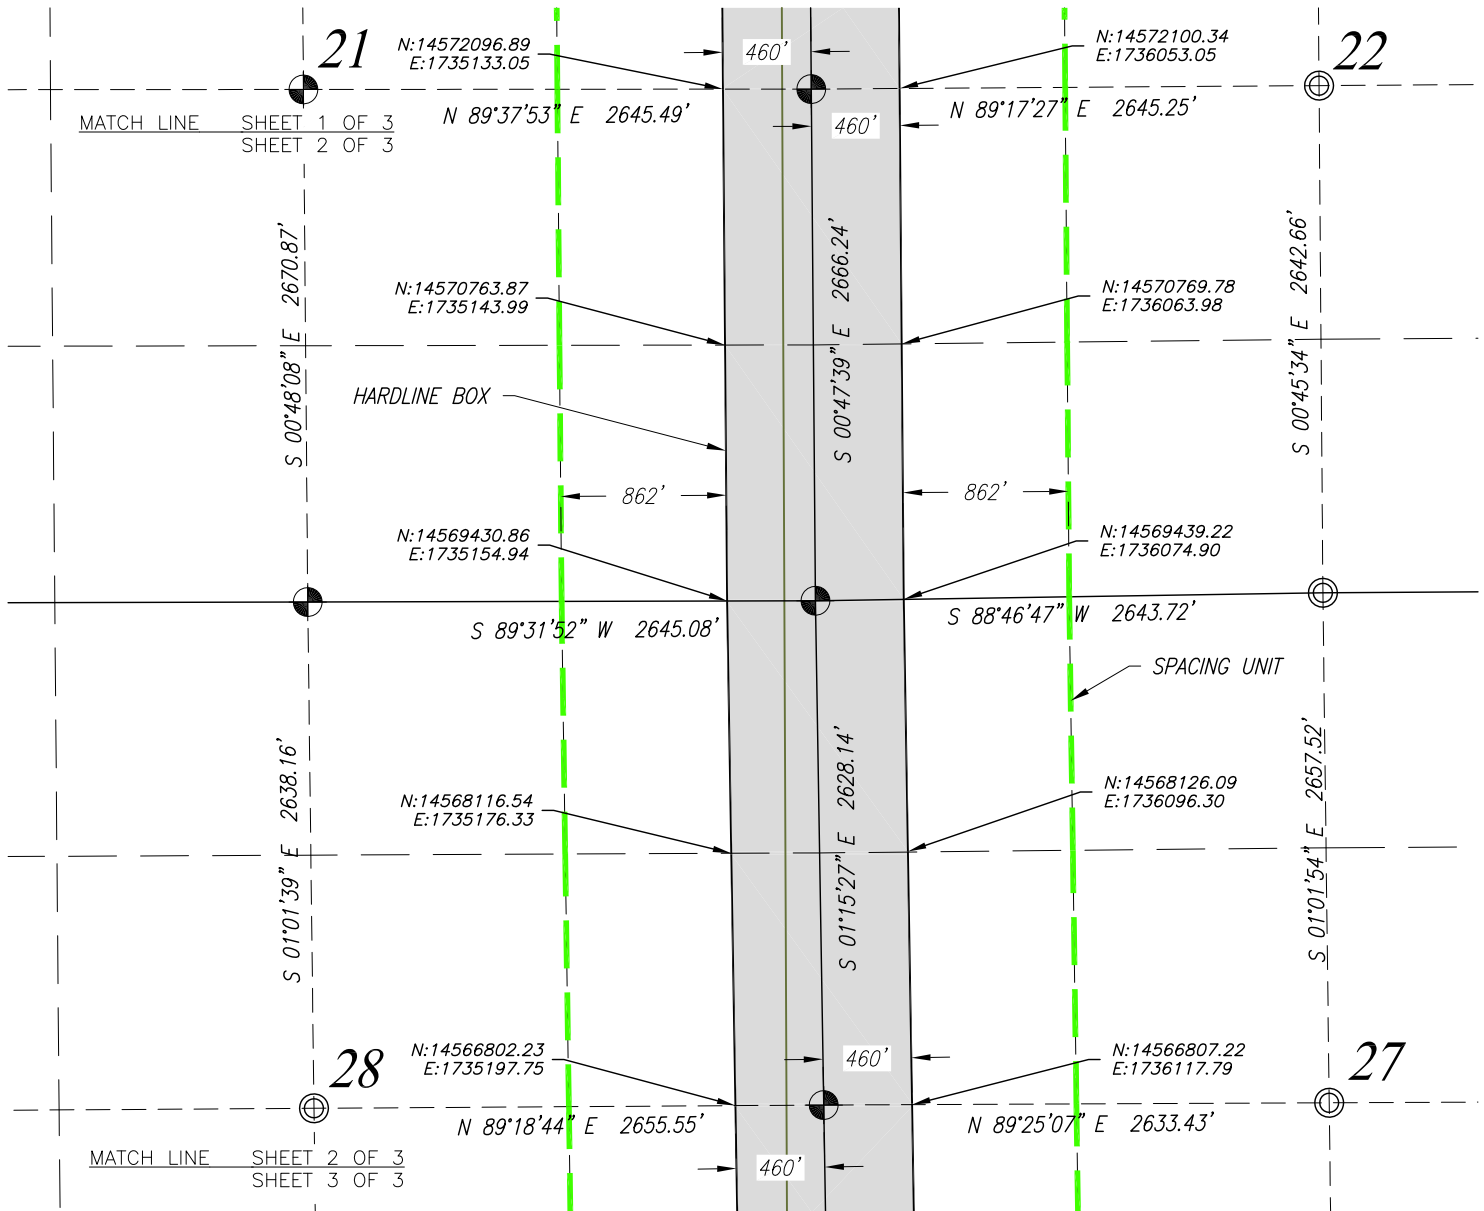 21
N:14572096.89
E:1735133.05
460'
N:14572100.34
E:1736053.05
22
MATCH LINE SHEET 1 OF 3
SHEET 2 OF 3
N 89°37'53" E 2645.49'
460'
N 89°17'27" E 2645.25'
S 00°48'08" E 2670.87'
S 00°47'39" E 2666.24'
S 00°45'34" E 2642.66'
N:14570763.87
E:1735143.99
N:14570769.78
E:1736063.98
HARDLINE BOX
862'
862'
N:14569430.86
E:1735154.94
N:14569439.22
E:1736074.90
S 89°31'52" W 2645.08'
S 88°46'47" W 2643.72'
SPACING UNIT
S 01°01'39" E 2638.16'
S 01°15'27" E 2628.14'
S 01°01'54" E 2657.52'
N:14568116.54
E:1735176.33
N:14568126.09
E:1736096.30
28
N:14566802.23
E:1735197.75
460'
N:14566807.22
E:1736117.79
27
N 89°18'44" E 2655.55'
N 89°25'07" E 2633.43'
MATCH LINE SHEET 2 OF 3
SHEET 3 OF 3
460'